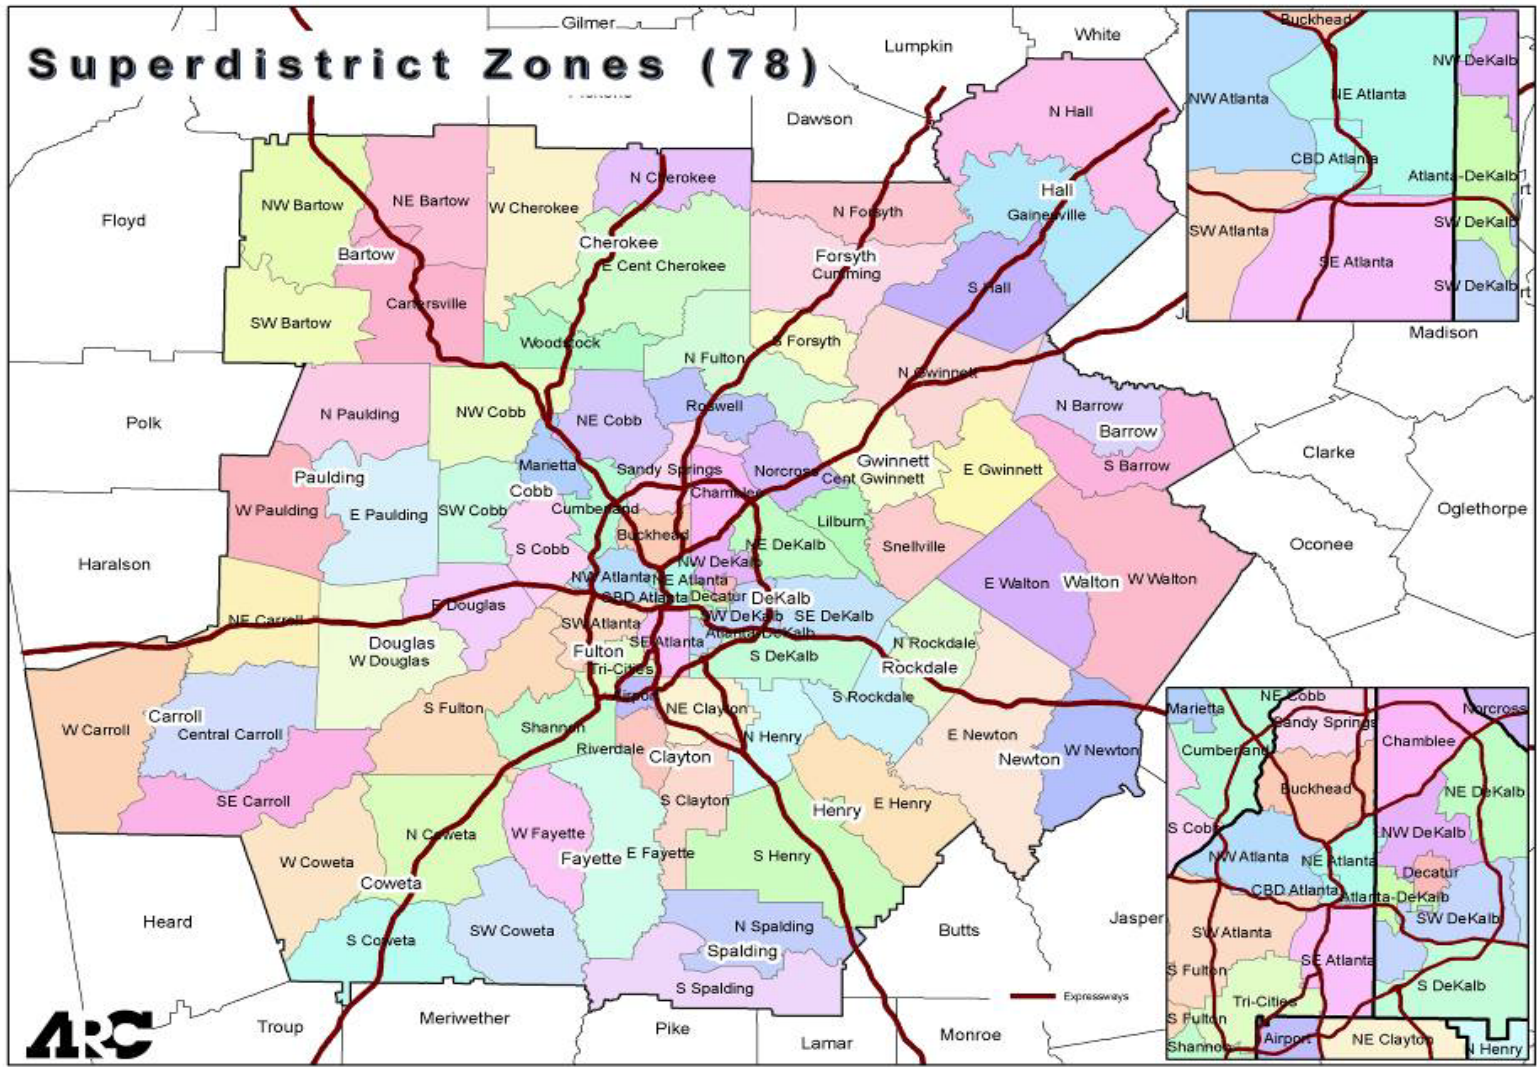 Gilmer
Superdistrict Zones (78)
Lumpkin
White
Dawson
N Hall
Floyd
N Cherokee
NW Bartow
NE Bartow
W Cherokee
N Forsyth
Hall
Gainesville
Bartow
Cherokee
E Cent Cherokee
Forsyth
Cumming
S Hall
Cartersville
SW Bartow
Woodstock
S Forsyth
N Fulton
N Gwinnett
Madison
Polk
N Paulding
NW Cobb
NE Cobb
Roswell
N Barrow
Barrow
S Barrow
Clarke
Paulding
Marietta
Sandy Springs
Norcross
Gwinnett
Cent Gwinnett
E Gwinnett
Cobb
Chamblee
W Paulding
E Paulding
SW Cobb
Cumberland
Lilburn
Oglethorpe
S Cobb
Buckhead
NE DeKalb
Snellville
Oconee
Haralson
NW DeKalb
NW Atlanta
NE Atlanta
E Walton
Walton
W Walton
CBD Atlanta
Decatur
DeKalb
E Douglas
NE Carroll
SW Atlanta
SW DeKalb
SE DeKalb
Atlanta-DeKalb
SE Atlanta
Douglas
W Douglas
Fulton
S DeKalb
N Rockdale
Rockdale
Tri-Cities
Airport
S Rockdale
W Carroll
Carroll
Central Carroll
S Fulton
Shannon
NE Clayton
Riverdale
N Henry
Clayton
E Newton
Newton
W Newton
SE Carroll
S Clayton
Henry
E Henry
W Coweta
N Coweta
W Fayette
Fayette
E Fayette
S Henry
Coweta
Heard
S Coweta
SW Coweta
N Spalding
Spalding
S Spalding
Butts
Jasper
Expressways
ARC
Troup
Meriwether
Pike
Lamar
Monroe
Buckhead
NW DeKalb
NW Atlanta
NE Atlanta
CBD Atlanta
Atlanta-DeKalb
SW DeKalb
SW Atlanta
SE Atlanta
SW DeKalb
NE Cobb
Marietta
Sandy Springs
Norcross
Cumberland
Chamblee
Buckhead
NE DeKalb
S Cobb
NW DeKalb
NW Atlanta
NE Atlanta
Decatur
CBD Atlanta
Atlanta-DeKalb
SW DeKalb
SW Atlanta
SE Atlanta
S Fulton
S DeKalb
Tri-Cities
S Fulton
Shannon
Airport
NE Clayton
N Henry